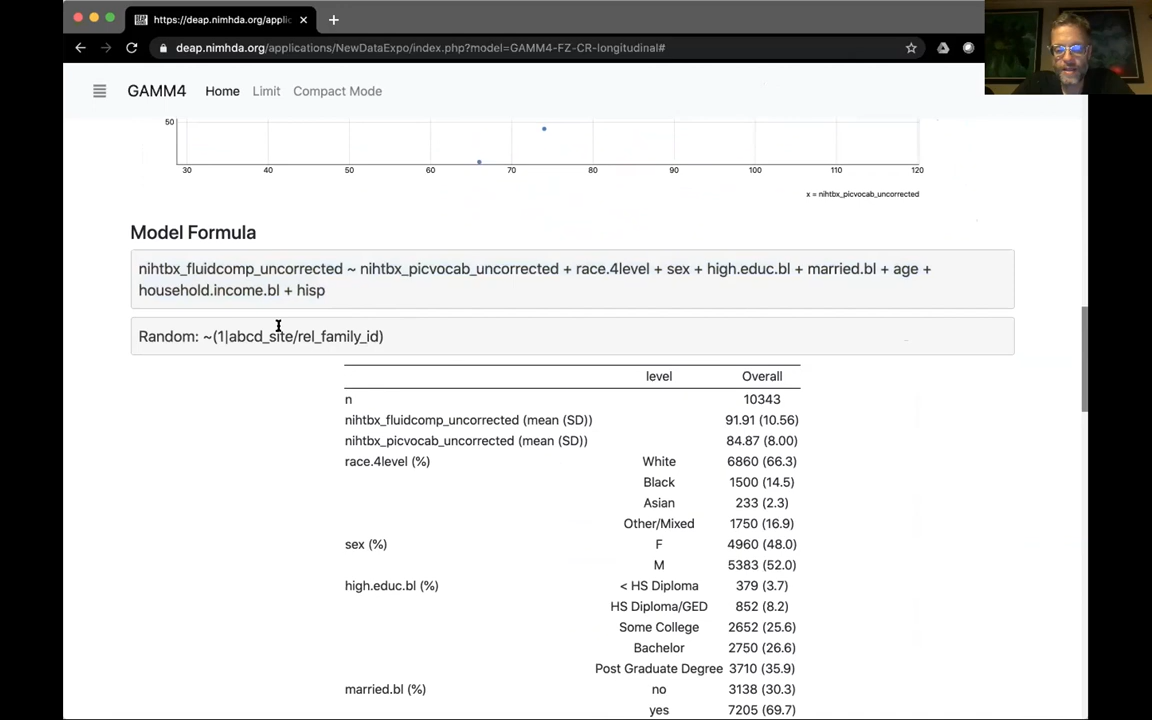 https://deap.nimhda.org/applic
deap.nimhda.org/applications/NewDataExpo/index.php?model=GAMM4-FZ-CR-longitudinal#
GAMM4 Home Limit Compact Mode
50
30 40 50 60 70 80 90 100 110 120
x = nihtbx_picvocab_uncorrected
Model Formula
nihtbx_fluidcomp_uncorrected ~ nihtbx_picvocab_uncorrected + race.4level + sex + high.educ.bl + married.bl + age +
household.income.bl + hisp
Random: ~(1|abcd_site/rel_family_id)
level Overall
n 10343
nihtbx_fluidcomp_uncorrected (mean (SD)) 91.91 (10.56)
nihtbx_picvocab_uncorrected (mean (SD)) 84.87 (8.00)
race.4level (%) White 6860 (66.3)
Black 1500 (14.5)
Asian 233 (2.3)
Other/Mixed 1750 (16.9)
sex (%) F 4960 (48.0)
M 5383 (52.0)
high.educ.bl (%) < HS Diploma 379 (3.7)
HS Diploma/GED 852 (8.2)
Some College 2652 (25.6)
Bachelor 2750 (26.6)
Post Graduate Degree 3710 (35.9)
married.bl (%) no 3138 (30.3)
yes 7205 (69.7)